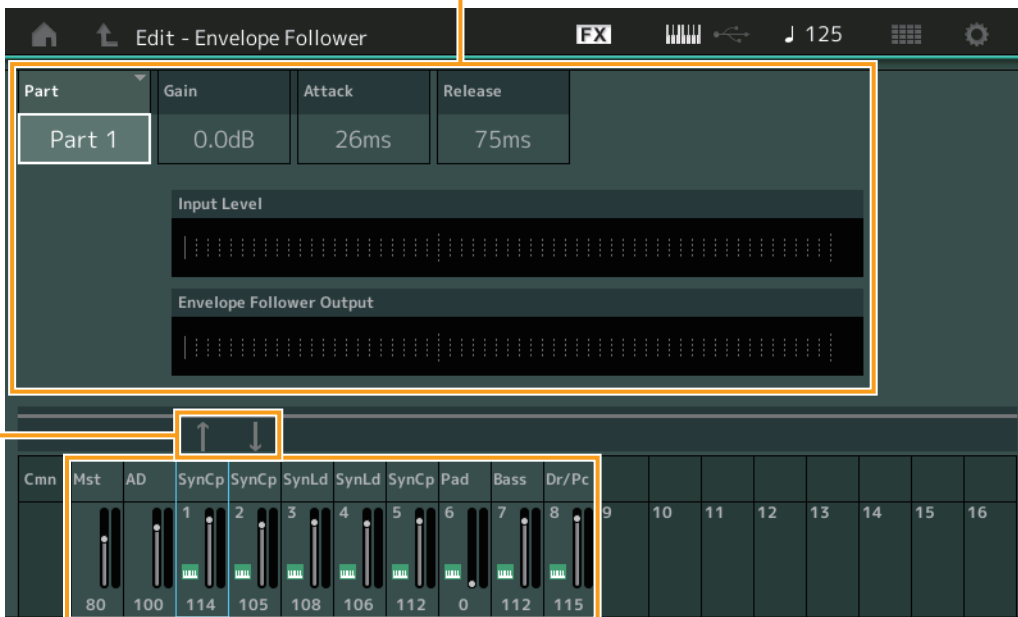 Edit - Envelope Follower FX ♩ 125
Part Gain Attack Release
Part 1 0.0dB 26ms 75ms
Input Level
Envelope Follower Output
↑ ↓
Cmn Mst AD SynCp SynCp SynLd SynLd SynCp Pad Bass Dr/Pc
1 2 3 4 5 6 7 8 9 10 11 12 13 14 15 16
80 100 114 105 108 106 112 0 112 115